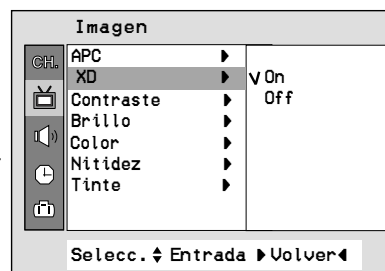 Imagen
CH.
APC
XD
Contraste
Brillo
Color
Nitidez
Tinte
On
Off
Selecc. Entrada Volver